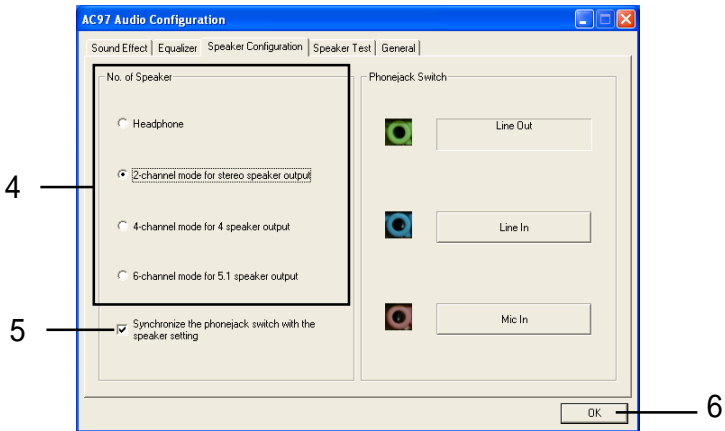 AC97 Audio Configuration
Sound Effect Equalizer Speaker Configuration Speaker Test General
No. of Speaker
Headphone
2-channel mode for stereo speaker output
4-channel mode for 4 speaker output
6-channel mode for 5.1 speaker output
4
Synchronize the phonejack switch with the
speaker setting
5
Phonejack Switch
Line Out
Line In
Mic In
OK
6